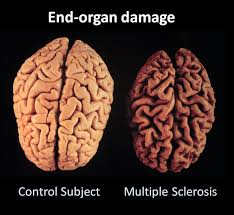 End-organ damage
Control Subject
Multiple Sclerosis